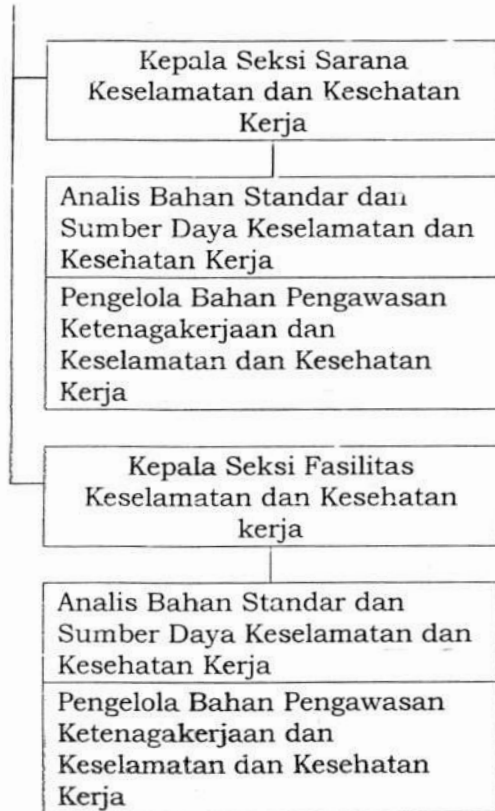 Kepala Seksi Sarana
Keselamatan dan Kesehatan
Kerja
Analis Bahan Standar dan
Sumber Daya Keselamatan dan
Kesehatan Kerja
Pengelola Bahan Pengawasan
Ketenagakerjaan dan
Keselamatan dan Kesehatan
Kerja
Kepala Seksi Fasilitas
Keselamatan dan Kesehatan
kerja
Analis Bahan Standar dan
Sumber Daya Keselamatan dan
Kesehatan Kerja
Pengelola Bahan Pengawasan
Ketenagakerjaan dan
Keselamatan dan Kesehatan
Kerja